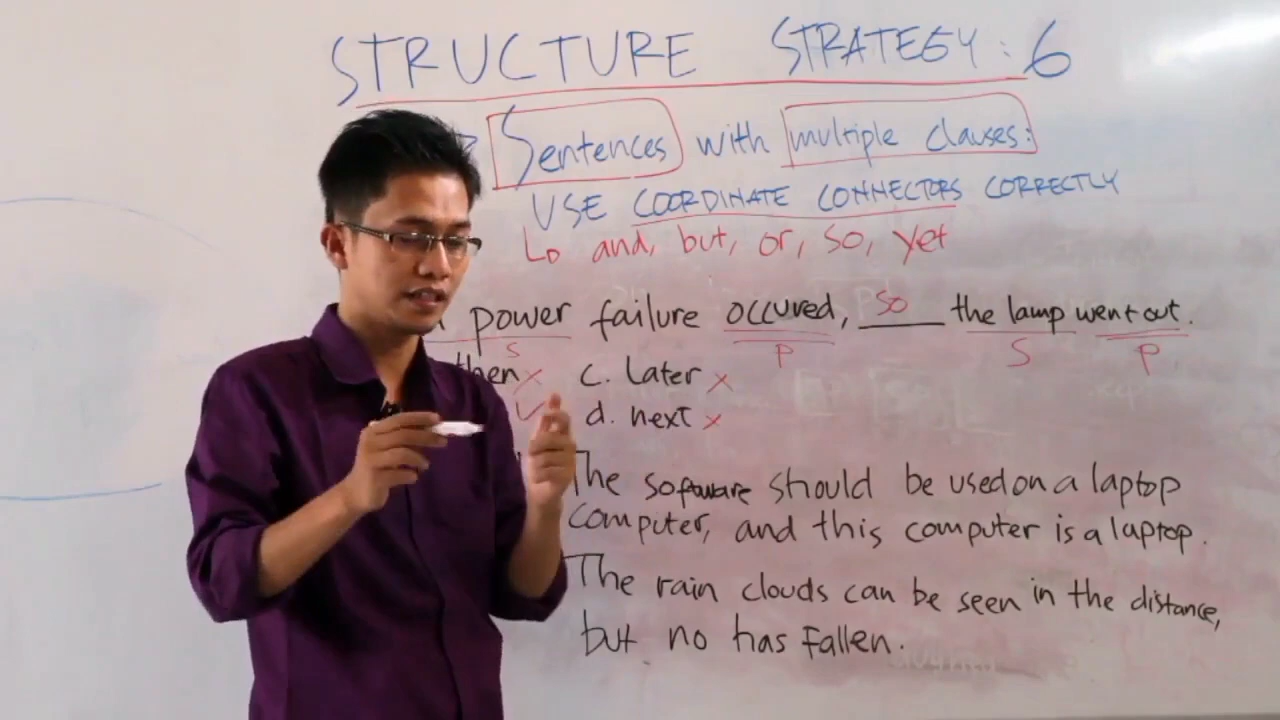 STRUCTURE STRATEGY: 6
Sentences with multiple clauses:
USE COORDINATE CONNECTORS CORRECTLY
and, but, or, so, yet
power failure occured, so the lamp went out.
S P S P
then x c. later x
✓ d. next x
The software should be used on a laptop
computer, and this computer is a laptop.
The rain clouds can be seen in the distance,
but no has fallen.